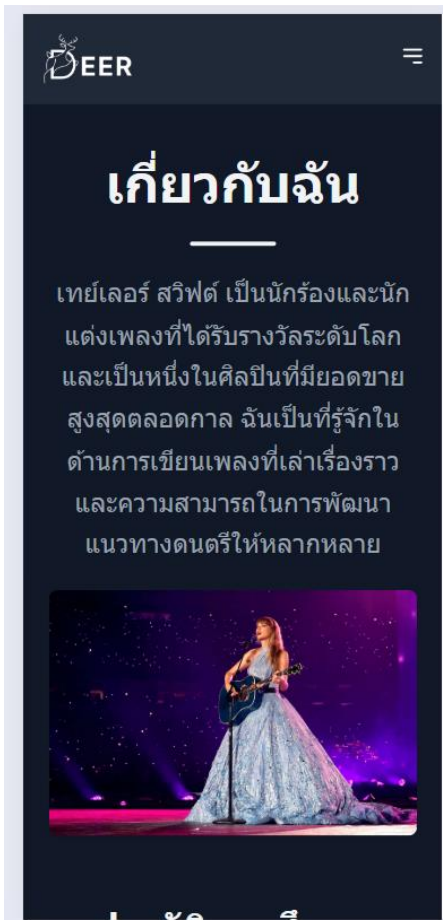 DEER
เกี่ยวกับฉัน
เทย์เลอร์ สวิฟต์ เป็นนักร้องและนัก
แต่งเพลงที่ได้รับรางวัลระดับโลก
และเป็นหนึ่งในศิลปินที่มียอดขาย
สูงสุดตลอดกาล ฉันเป็นที่รู้จักใน
ด้านการเขียนเพลงที่เล่าเรื่องราว
และความสามารถในการพัฒนา
แนวทางดนตรีให้หลากหลาย